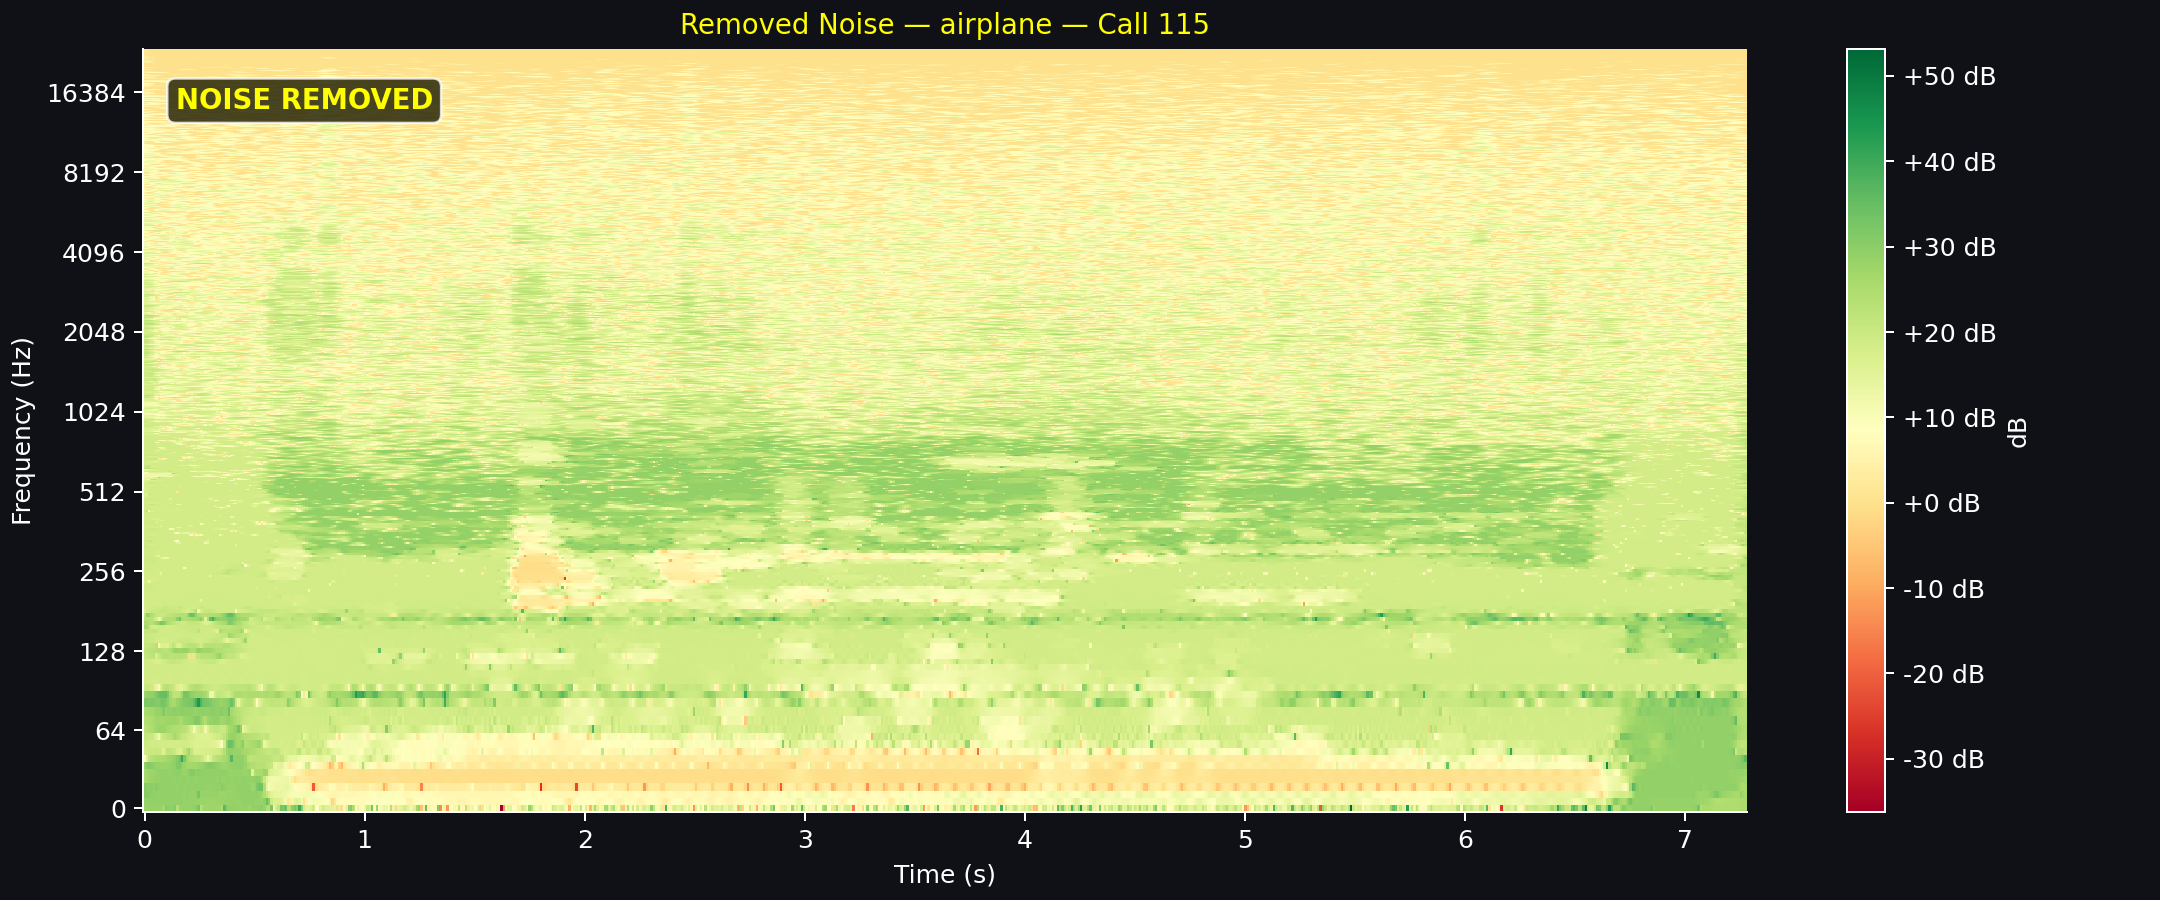 Removed Noise — airplane — Call 115
NOISE REMOVED
16384
8192
4096
2048
1024
512
256
128
64
0
Frequency (Hz)
0 1 2 3 4 5 6 7
Time (s)
+50 dB
+40 dB
+30 dB
+20 dB
+10 dB
+0 dB
-10 dB
-20 dB
-30 dB
dB